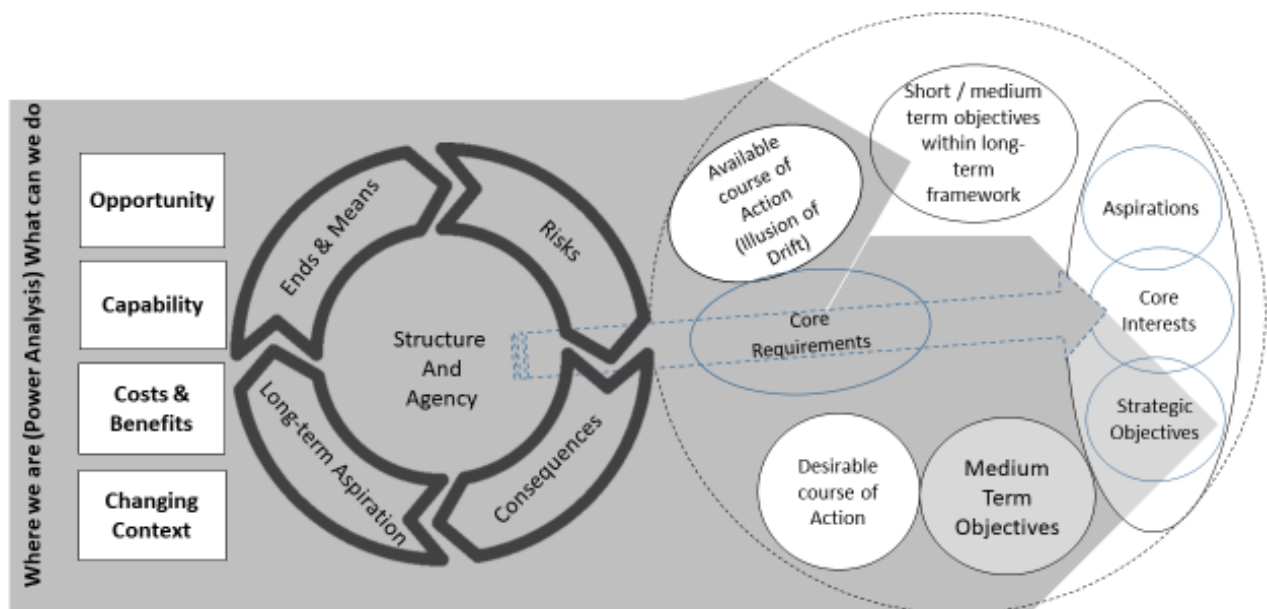 Where we are (Power Analysis) What can we do
Opportunity
Capability
Costs &
Benefits
Changing
Context
Ends & Means
Risks
Structure
And
Agency
Long-term Aspiration
Consequences
Available
course of
Action
(Illusion of
Drift)
Short / medium
term objectives
within long-
term
framework
Core
Requirements
Desirable
course of
Action
Medium
Term
Objectives
Aspirations
Core
Interests
Strategic
Objectives